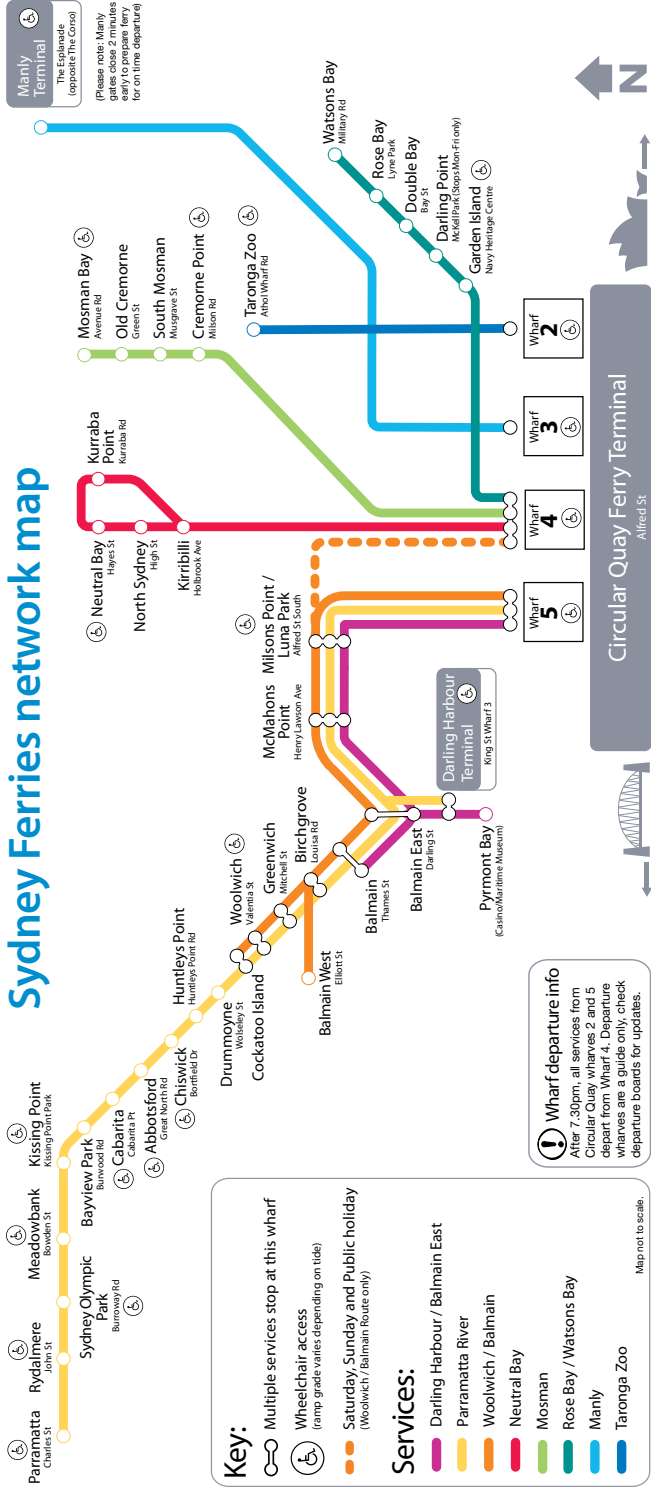 Sydney Ferries network map
Parramatta
Charles St
Rydalmere
John St
Sydney Olympic
Park
Burroway Rd
Meadowbank
Bowden St
Kissing Point
Kissing Point Park
Bayview Park
Burwood Rd
Cabarita
Cabarita Pt
Abbotsford
Great North Rd
Chiswick
Bortfield Dr
Huntleys Point
Huntleys Point Rd
Drummoyne
Wolseley St
Cockatoo Island
Woolwich
Valentia St
Greenwich
Mitchell St
Birchgrove
Louisa Rd
Balmain West
Elliott St
Balmain
Thames St
Balmain East
Darling St
Pyrmont Bay
(Casino/Maritime Museum)
Darling Harbour
Terminal
King St Wharf 3
McMahons
Point
Henry Lawson Ave
Milsons Point /
Luna Park
Alfred St South
Neutral Bay
Hayes St
Kurraba
Point
Kurraba Rd
North Sydney
High St
Kirribilli
Holbrook Ave
Mosman Bay
Avenue Rd
Old Cremorne
Green St
South Mosman
Musgrave St
Cremorne Point
Milson Rd
Taronga Zoo
Athol Wharf Rd
Manly
Terminal
The Esplanade
(opposite The Corso)
(Please note: Manly
gates close 2 minutes
early to prepare ferry
for on time departure)
Watsons Bay
Military Rd
Rose Bay
Lyne Park
Double Bay
Bay St
Darling Point
McKell Park (Stops Mon-Fri only)
Garden Island
Navy Heritage Centre
Wharf
5
Wharf
4
Wharf
3
Wharf
2
Circular Quay Ferry Terminal
Alfred St
N
Key:
Multiple services stop at this wharf
Wheelchair access
(ramp grade varies depending on tide)
Saturday, Sunday and Public holiday
(Woolwich / Balmain Route only)
Services:
Darling Harbour / Balmain East
Parramatta River
Woolwich / Balmain
Neutral Bay
Mosman
Rose Bay / Watsons Bay
Manly
Taronga Zoo
Map not to scale.
! Wharf departure info
After 7.30pm, all services from
Circular Quay wharves 2 and 5
depart from Wharf 4. Departure
wharves are a guide only, check
departure boards for updates.